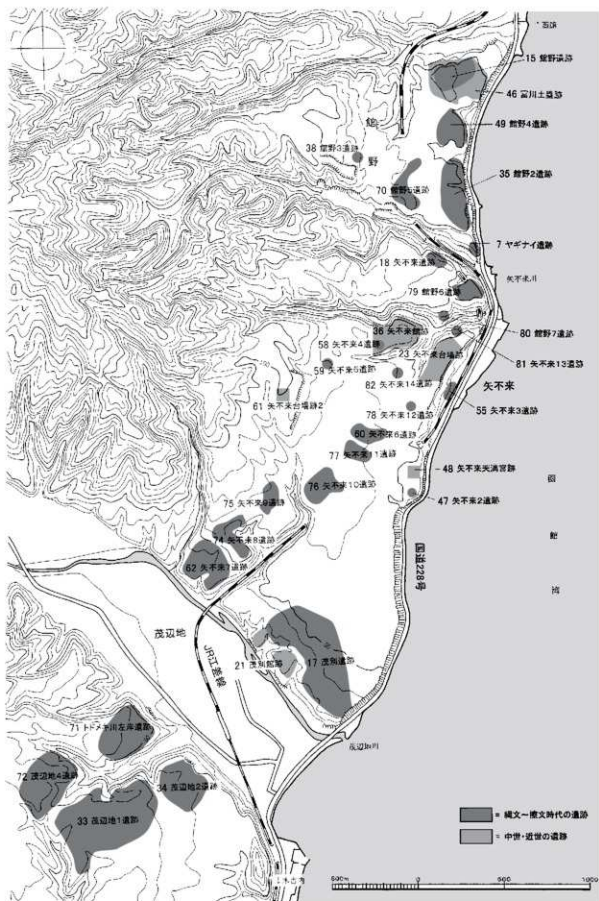 15 館野遺跡
46 富川土塁跡
49 館野4遺跡
館
野
38 館野3遺跡
35 館野2遺跡
70 館野5遺跡
7 ヤギナイ遺跡
18 矢不来遺跡
矢不来川
79 館野6遺跡
36 矢不来館跡
80 館野7遺跡
58 矢不来4遺跡
23 矢不来台場跡
81 矢不来13遺跡
59 矢不来5遺跡
82 矢不来14遺跡
矢不来
61 矢不来台場跡2
78 矢不来12遺跡
55 矢不来3遺跡
60 矢不来6遺跡
77 矢不来11遺跡
48 矢不来天満宮跡
76 矢不来10遺跡
47 矢不来2遺跡
75 矢不来9遺跡
函館湾
74 矢不来8遺跡
国道228号
62 矢不来7遺跡
茂辺地
JR江差線
21 茂別館跡
17 茂別遺跡
71 トドメキ川左岸遺跡
茂辺地川
72 茂辺地4遺跡
34 茂辺地2遺跡
33 茂辺地1遺跡
縄文～擦文時代の遺跡
中世・近世の遺跡
木古内
500m 0 500 1000